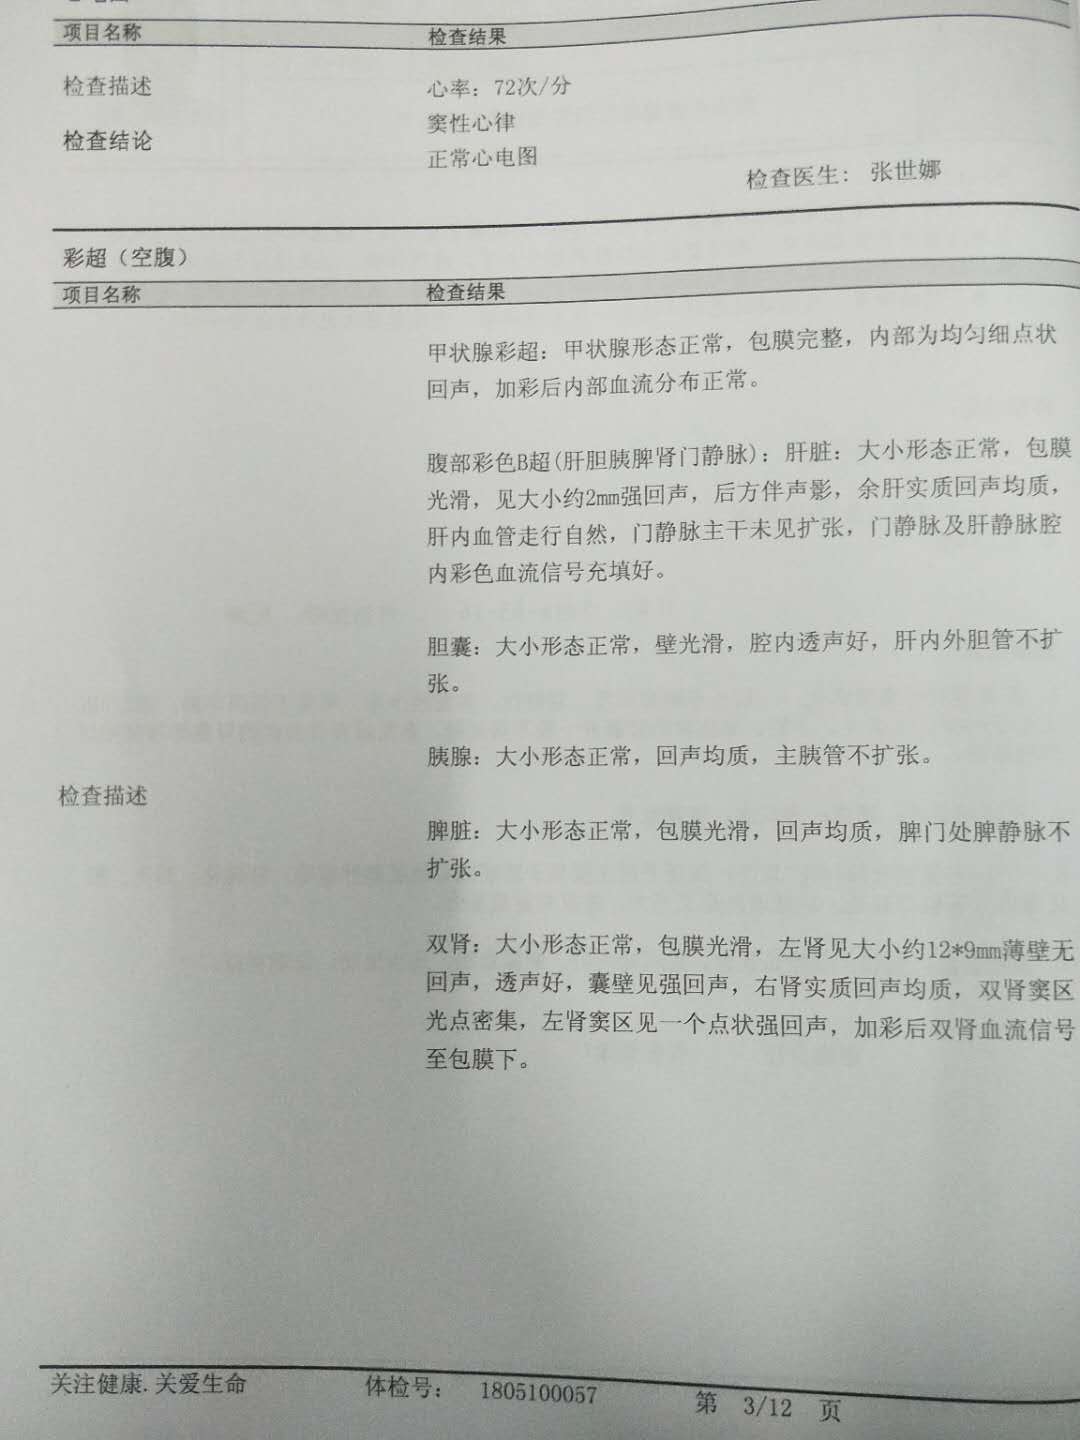 项目名称 检查结果
检查描述 心率：72次/分
窦性心律
检查结论
正常心电图
检查医生： 张世娜
彩超（空腹）
项目名称 检查结果
甲状腺彩超：甲状腺形态正常，包膜完整，内部为均匀细点状
回声，加彩后内部血流分布正常。
腹部彩色B超(肝胆胰脾肾门静脉)：肝脏：大小形态正常，包膜
光滑，见大小约2mm强回声，后方伴声影，余肝实质回声均质，
肝内血管走行自然，门静脉主干未见扩张，门静脉及肝静脉腔
内彩色血流信号充填好。
胆囊：大小形态正常，壁光滑，腔内透声好，肝内外胆管不扩
张。
胰腺：大小形态正常，回声均质，主胰管不扩张。
检查描述
脾脏：大小形态正常，包膜光滑，回声均质，脾门处脾静脉不
扩张。
双肾：大小形态正常，包膜光滑，左肾见大小约12*9mm薄壁无
回声，透声好，囊壁见强回声，右肾实质回声均质，双肾窦区
光点密集，左肾窦区见一个点状强回声，加彩后双肾血流信号
至包膜下。
关注健康.关爱生命 体检号： 1805100057 第 3/12 页